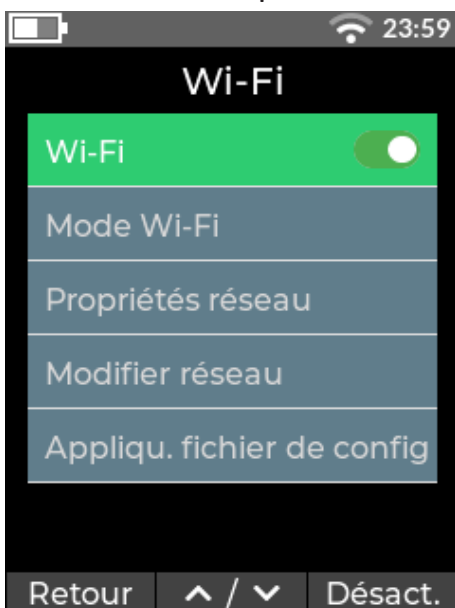 23:59
Wi-Fi
Wi-Fi
Mode Wi-Fi
Propriétés réseau
Modifier réseau
Appliqu. fichier de config
Retour ^ / ˅ Désact.